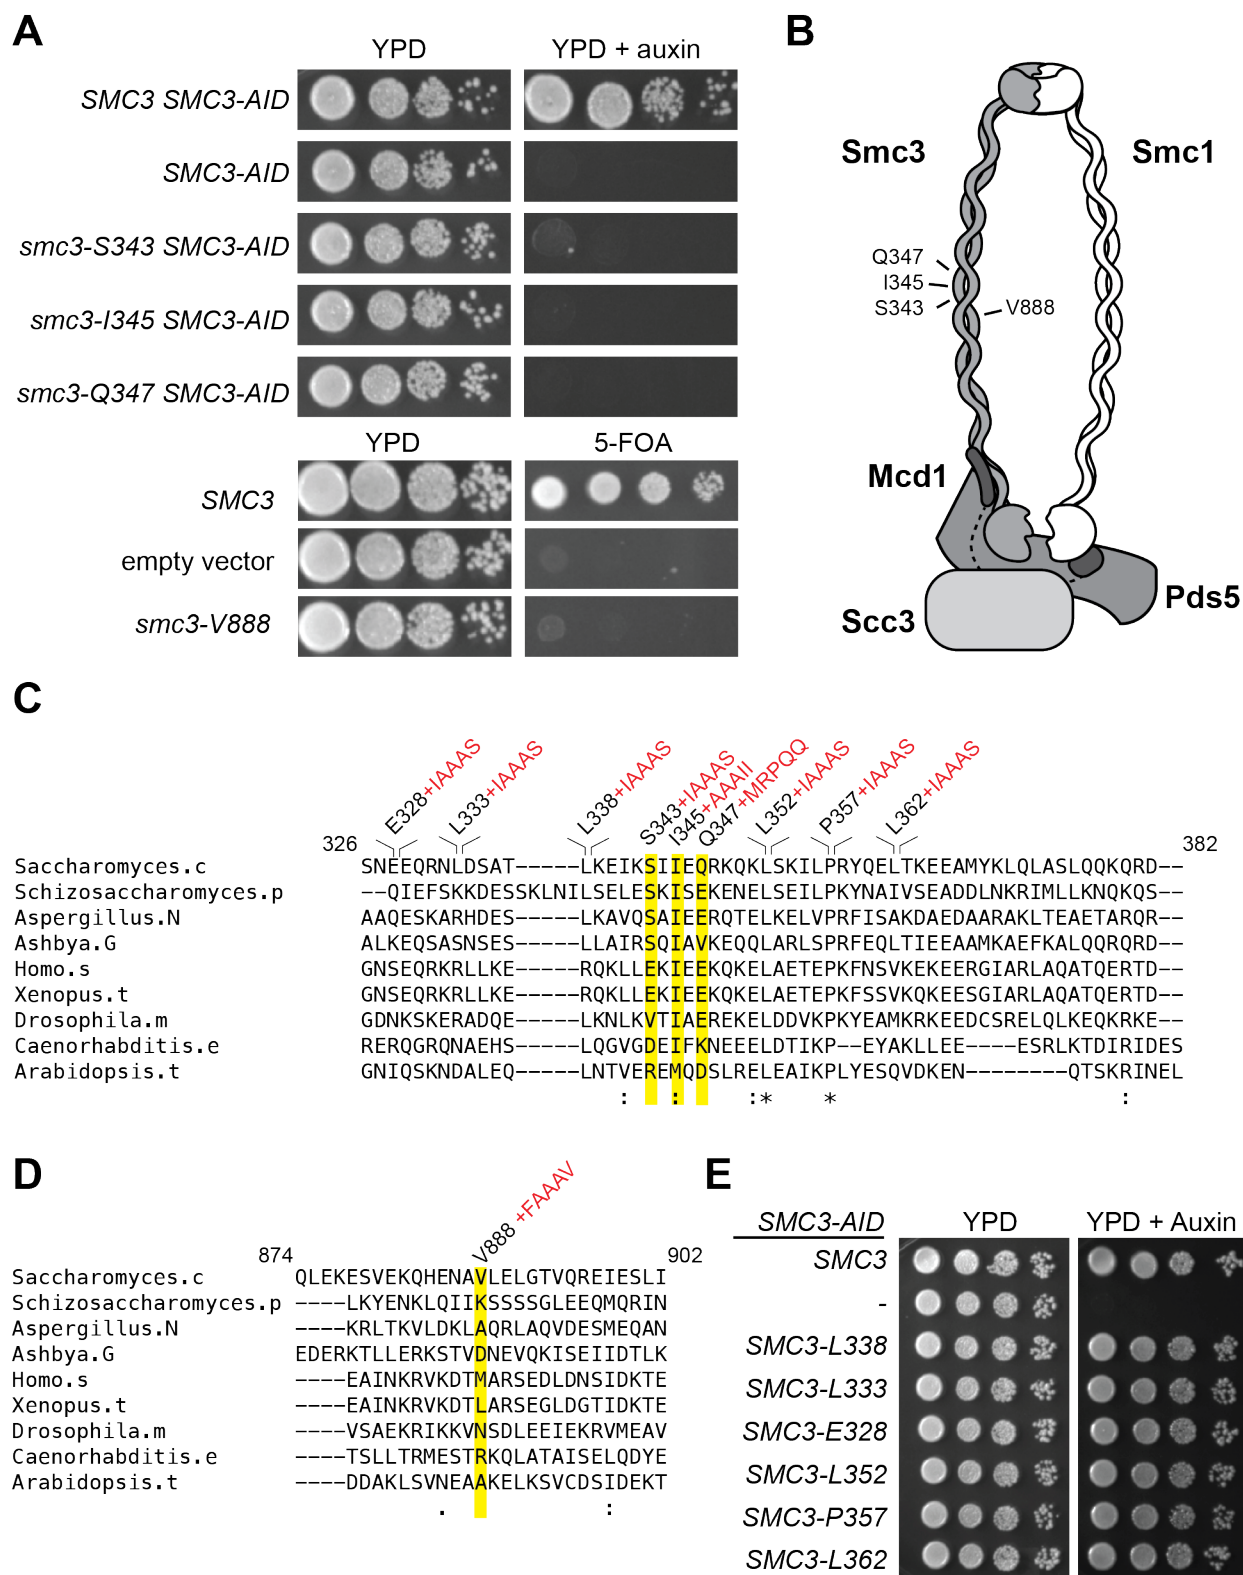 A
YPD YPD + auxin
SMC3 SMC3-AID
SMC3-AID
smc3-S343 SMC3-AID
smc3-I345 SMC3-AID
smc3-Q347 SMC3-AID
YPD 5-FOA
SMC3
empty vector
smc3-V888
B
Smc3 Smc1
Q347
I345
S343 V888
Mcd1
Pds5
Scc3
C
E328+IAAAS L333+IAAAS L338+IAAAS S343+IAAAS I345+AAAII Q347+MRPQQ L352+IAAAS P357+IAAAS L362+IAAAS
326 382
Saccharomyces.c SNEEQRNLDSAT-----LKEIKSIIEQRKQKLSKILPRYQELTKEEAMYKLQLASLQQKQRD--
Schizosaccharomyces.p --QIEFSKKDESSKLNILSELESKISEKENELSEILPKYNAIVSEADDLNKRIMLLKNQKQS--
Aspergillus.N AAQESKARHDES-----LKAVQSAIEERQTELKELVPRFISAKDAEDAARAKLTEAETARQR--
Ashbya.G ALKEQSASNSES-----LLAIRSQIAVKEQQLARLSPRFEQLTIEEAAMKAEFKALQQRQRD--
Homo.s GNSEQRKRLLKE-----RQKLLEKIEEKQKELAETEPKFNSVKEKEERGIARLAQATQERTD--
Xenopus.t GNSEQRKRLLKE-----RQKLLEKIEEKQKELAETEPKFSSVKQKEESGIARLAQATQERTD--
Drosophila.m GDNKSKERADQE-----LKNLKVTIAEREKELDDVKPKYEAMKRKEEDCSRELQLKEQKRKE--
Caenorhabditis.e RERQGRQNAEHS-----LQGVGDEIFKNEEELDTIKP--EYAKLLEE----ESRLKTDIRIDES
Arabidopsis.t GNIQSKNDALEQ-----LNTVEREMQDSLRELEAIKPLYESQVDKEN--------QTSKRINEL
: : :* * :
D
V888 +FAAAV
874 902
Saccharomyces.c QLEKESVEKQHENAVLELGTVQREIESLI
Schizosaccharomyces.p ----LKYENKLQIIKSSSSGLEEQMQRIN
Aspergillus.N ----KRLTKVLDKLAQRLAQVDESMEQAN
Ashbya.G EDERKTLLERKSTVDNEVQKISEIIDTLK
Homo.s ----EAINKRVKDTMARSEDLDNSIDKTE
Xenopus.t ----EAINKRVKDTLARSEGLDGTIDKTE
Drosophila.m ----VSAEKRIKKVNSDLEEIEKRVMEAV
Caenorhabditis.e ----TSLLTRMESTRKQLATAISELQDYE
Arabidopsis.t ----DDAKLSVNEAAKELKSVCDSIDEKT
. :
E
SMC3-AID YPD YPD + Auxin
SMC3
-
SMC3-L338
SMC3-L333
SMC3-E328
SMC3-L352
SMC3-P357
SMC3-L362